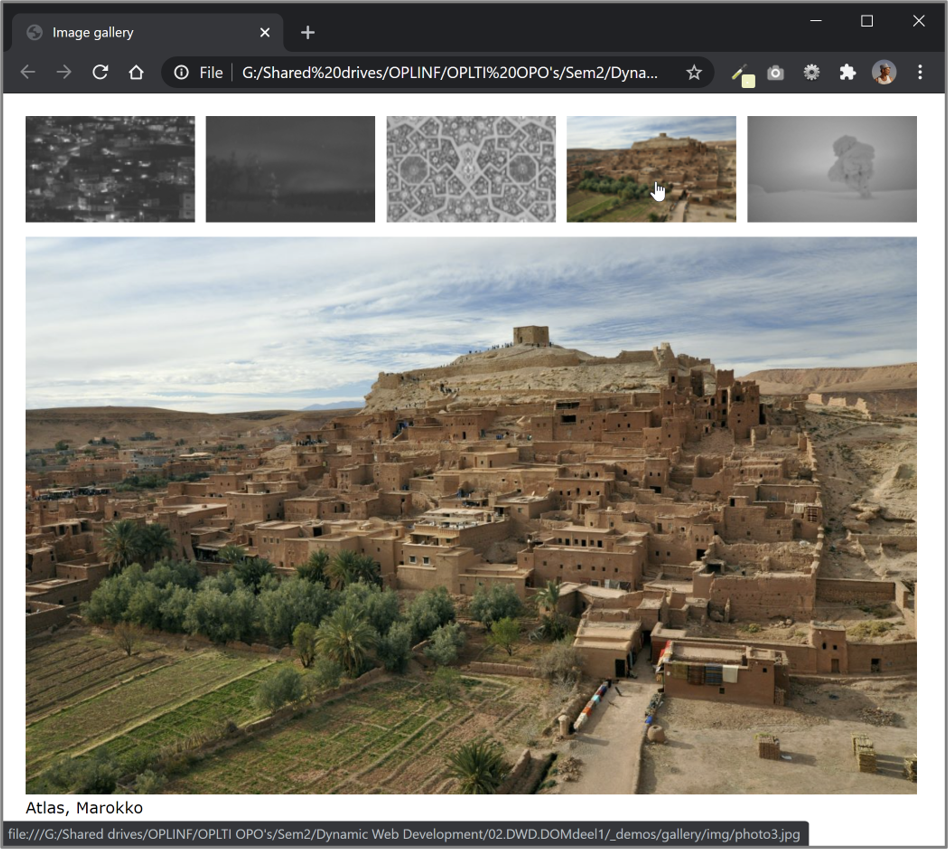 Image gallery
File
G:/Shared%20drives/OPLINF/OPLTI%20OPO's/Sem2/Dyna...
Atlas, Marokko
file:///G:/Shared drives/OPLINF/OPLTI OPO's/Sem2/Dynamic Web Development/02.DWD.DOMdeel1/_demos/gallery/img/photo3.jpg